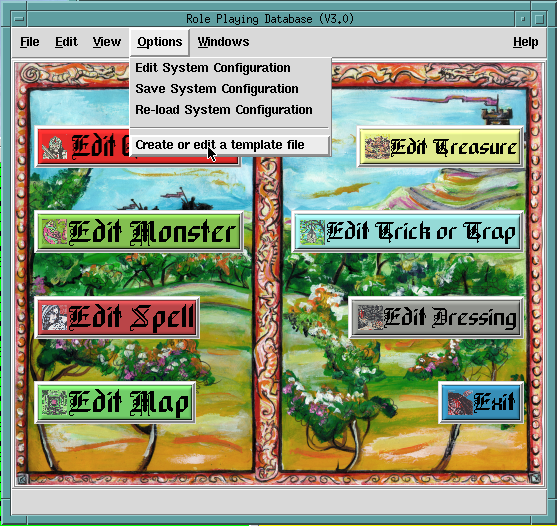 Role Playing Database (V3.0)
File Edit View Options Windows Help
Edit System Configuration
Save System Configuration
Re-load System Configuration
Create or edit a template file
Edit
Edit Treasure
Edit Monster
Edit Trick or Trap
Edit Spell
Edit Dressing
Edit Map
Exit